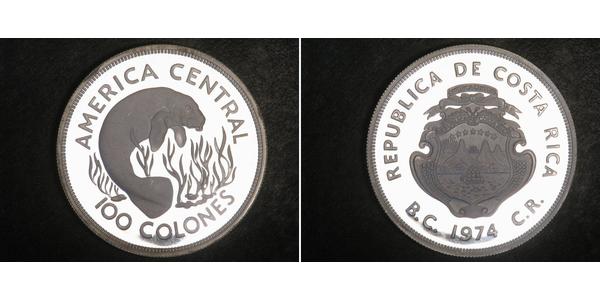 AMERICA CENTRAL
100 COLONES
REPUBLICA DE COSTA RICA
B.C. 1974 C.R.